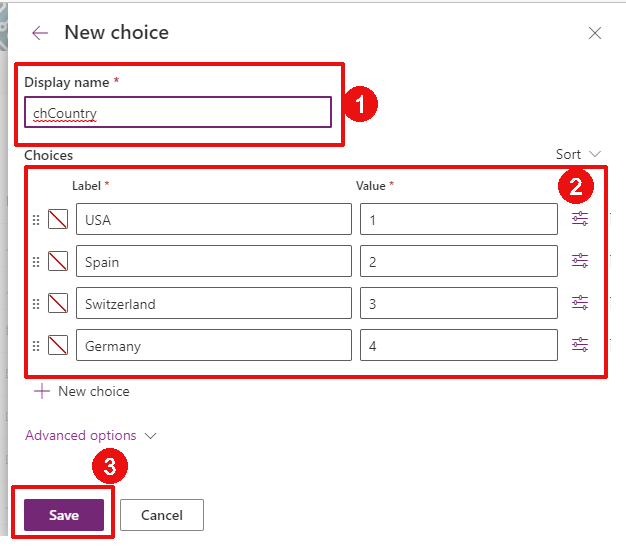 New choice
Display name *
chCountry
1
Choices
Sort
2
Label * Value *
USA 1
Spain 2
Switzerland 3
Germany 4
New choice
Advanced options
3
Save Cancel